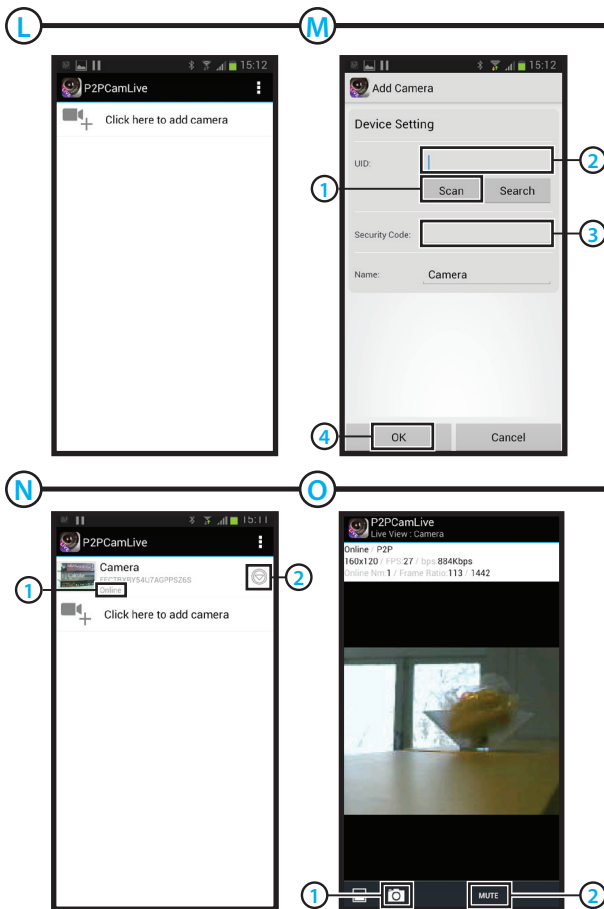 L
M
15:12
P2PCamLive
Click here to add camera
15:12
Add Camera
Device Setting
UID:
2
1
Scan
Search
Security Code:
3
Name:
Camera
4
OK
Cancel
N
O
15:11
P2PCamLive
Camera
1
Online
2
Click here to add camera
P2PCamLive
Live View : Camera
Online / P2P
160x120 / FPS:27 / bps:884Kbps
Online Nm:1 / Frame Ratio:113 / 1442
1
MUTE
2